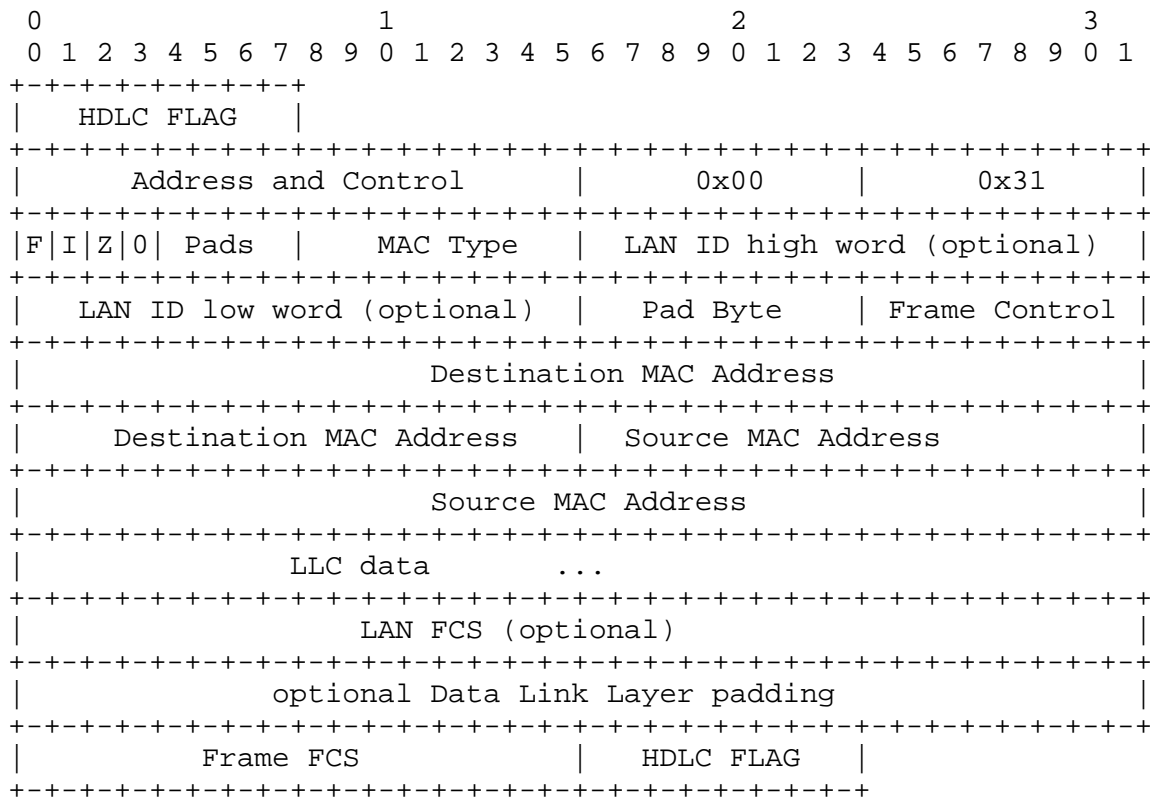 0                   1                   2                   3
 0 1 2 3 4 5 6 7 8 9 0 1 2 3 4 5 6 7 8 9 0 1 2 3 4 5 6 7 8 9 0 1
+-+-+-+-+-+-+-+-+
|   HDLC FLAG   |
+-+-+-+-+-+-+-+-+-+-+-+-+-+-+-+-+-+-+-+-+-+-+-+-+-+-+-+-+-+-+-+-+
|      Address and Control      |      0x00     |      0x31     |
+-+-+-+-+-+-+-+-+-+-+-+-+-+-+-+-+-+-+-+-+-+-+-+-+-+-+-+-+-+-+-+-+
|F|I|Z|0| Pads  |    MAC Type   |  LAN ID high word (optional)  |
+-+-+-+-+-+-+-+-+-+-+-+-+-+-+-+-+-+-+-+-+-+-+-+-+-+-+-+-+-+-+-+-+
|   LAN ID low word (optional)  |   Pad Byte    | Frame Control |
+-+-+-+-+-+-+-+-+-+-+-+-+-+-+-+-+-+-+-+-+-+-+-+-+-+-+-+-+-+-+-+-+
|                       Destination MAC Address                 |
+-+-+-+-+-+-+-+-+-+-+-+-+-+-+-+-+-+-+-+-+-+-+-+-+-+-+-+-+-+-+-+-+
|     Destination MAC Address   |  Source MAC Address           |
+-+-+-+-+-+-+-+-+-+-+-+-+-+-+-+-+-+-+-+-+-+-+-+-+-+-+-+-+-+-+-+-+
|                       Source MAC Address                      |
+-+-+-+-+-+-+-+-+-+-+-+-+-+-+-+-+-+-+-+-+-+-+-+-+-+-+-+-+-+-+-+-+
|               LLC data       ...
+-+-+-+-+-+-+-+-+-+-+-+-+-+-+-+-+-+-+-+-+-+-+-+-+-+-+-+-+-+-+-+-+
|                   LAN FCS (optional)                          |
+-+-+-+-+-+-+-+-+-+-+-+-+-+-+-+-+-+-+-+-+-+-+-+-+-+-+-+-+-+-+-+-+
|              optional Data Link Layer padding                 |
+-+-+-+-+-+-+-+-+-+-+-+-+-+-+-+-+-+-+-+-+-+-+-+-+-+-+-+-+-+-+-+-+
|          Frame FCS            |   HDLC FLAG   |
+-+-+-+-+-+-+-+-+-+-+-+-+-+-+-+-+-+-+-+-+-+-+-+-+